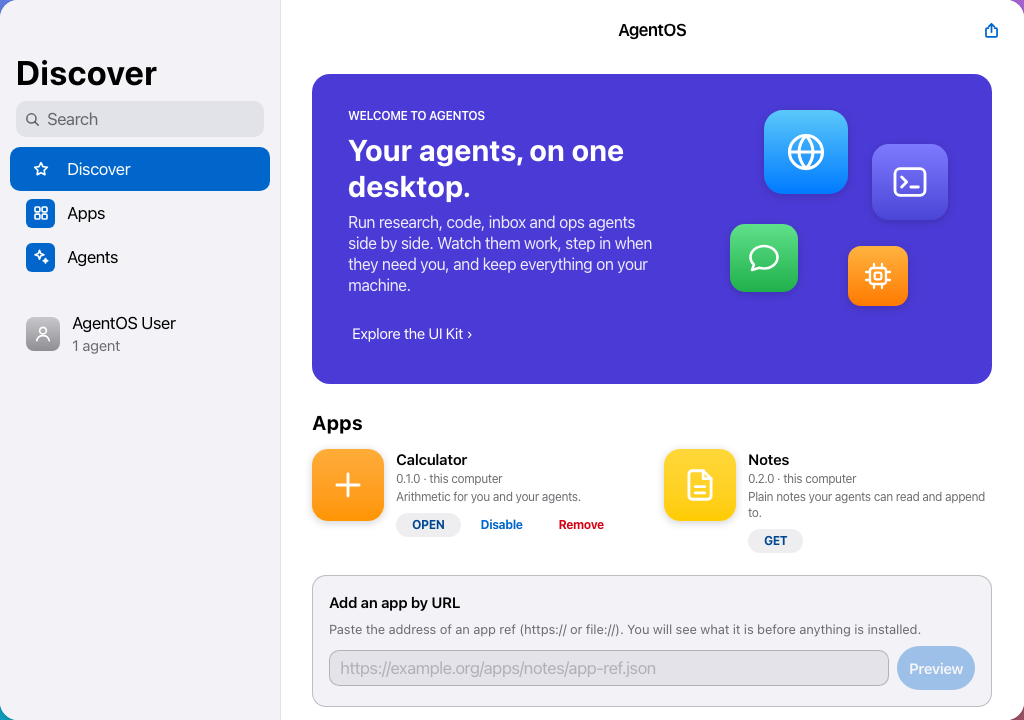 Discover
Search
Discover
Apps
Agents
AgentOS User
1 agent
AgentOS
WELCOME TO AGENTOS
Your agents, on one
desktop.
Run research, code, inbox and ops agents
side by side. Watch them work, step in when
they need you, and keep everything on your
machine.
Explore the UI Kit ›
Apps
Calculator
0.1.0 · this computer
Arithmetic for you and your agents.
OPEN Disable Remove
Notes
0.2.0 · this computer
Plain notes your agents can read and append
to.
GET
Add an app by URL
Paste the address of an app ref (https:// or file://). You will see what it is before anything is installed.
https://example.org/apps/notes/app-ref.json
Preview